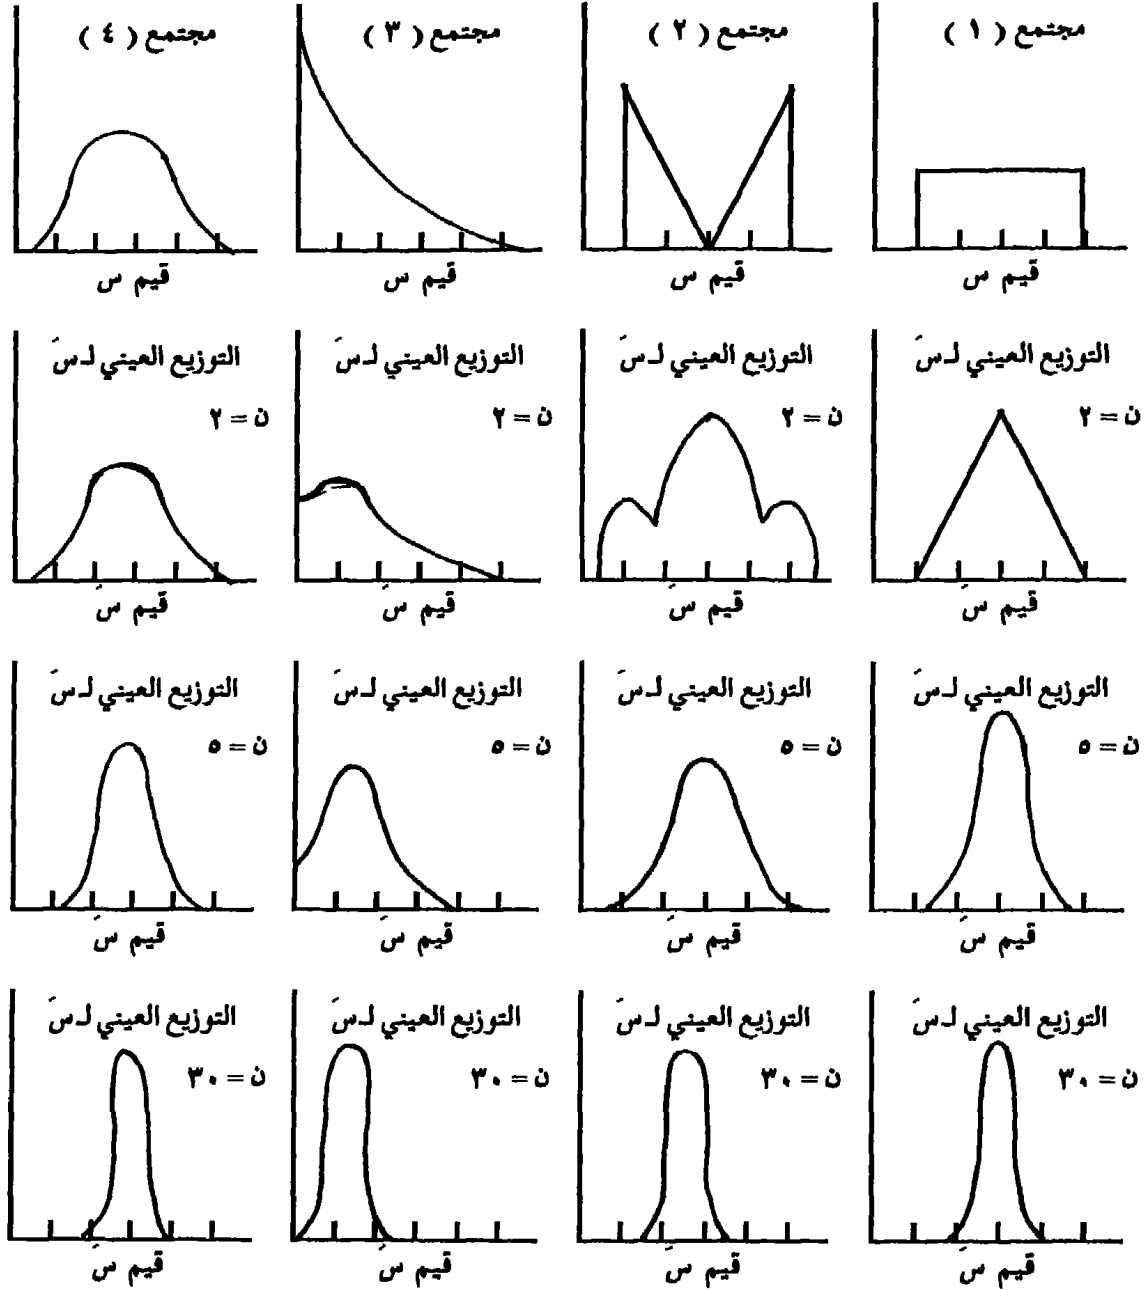 مجتمع ( ١ )
قيم س
مجتمع ( ٢ )
قيم س
مجتمع ( ٣ )
قيم س
مجتمع ( ٤ )
قيم س
التوزيع العيني لـ سَ
ن = ٢
قيم سَ
التوزيع العيني لـ سَ
ن = ٢
قيم سَ
التوزيع العيني لـ سَ
ن = ٢
قيم سَ
التوزيع العيني لـ سَ
ن = ٢
قيم سَ
التوزيع العيني لـ سَ
ن = ٥
قيم سَ
التوزيع العيني لـ سَ
ن = ٥
قيم سَ
التوزيع العيني لـ سَ
ن = ٥
قيم سَ
التوزيع العيني لـ سَ
ن = ٥
قيم سَ
التوزيع العيني لـ سَ
ن = ٣٠
قيم سَ
التوزيع العيني لـ سَ
ن = ٣٠
قيم سَ
التوزيع العيني لـ سَ
ن = ٣٠
قيم سَ
التوزيع العيني لـ سَ
ن = ٣٠
قيم سَ